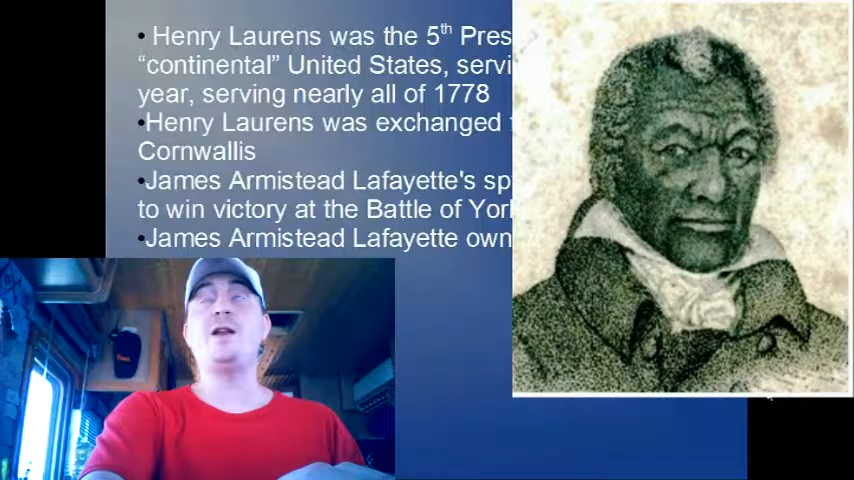 • Henry Laurens was the 5th Pres
“continental” United States, servi
year, serving nearly all of 1778
•Henry Laurens was exchanged
Cornwallis
•James Armistead Lafayette's sp
to win victory at the Battle of Yor
•James Armistead Lafayette own